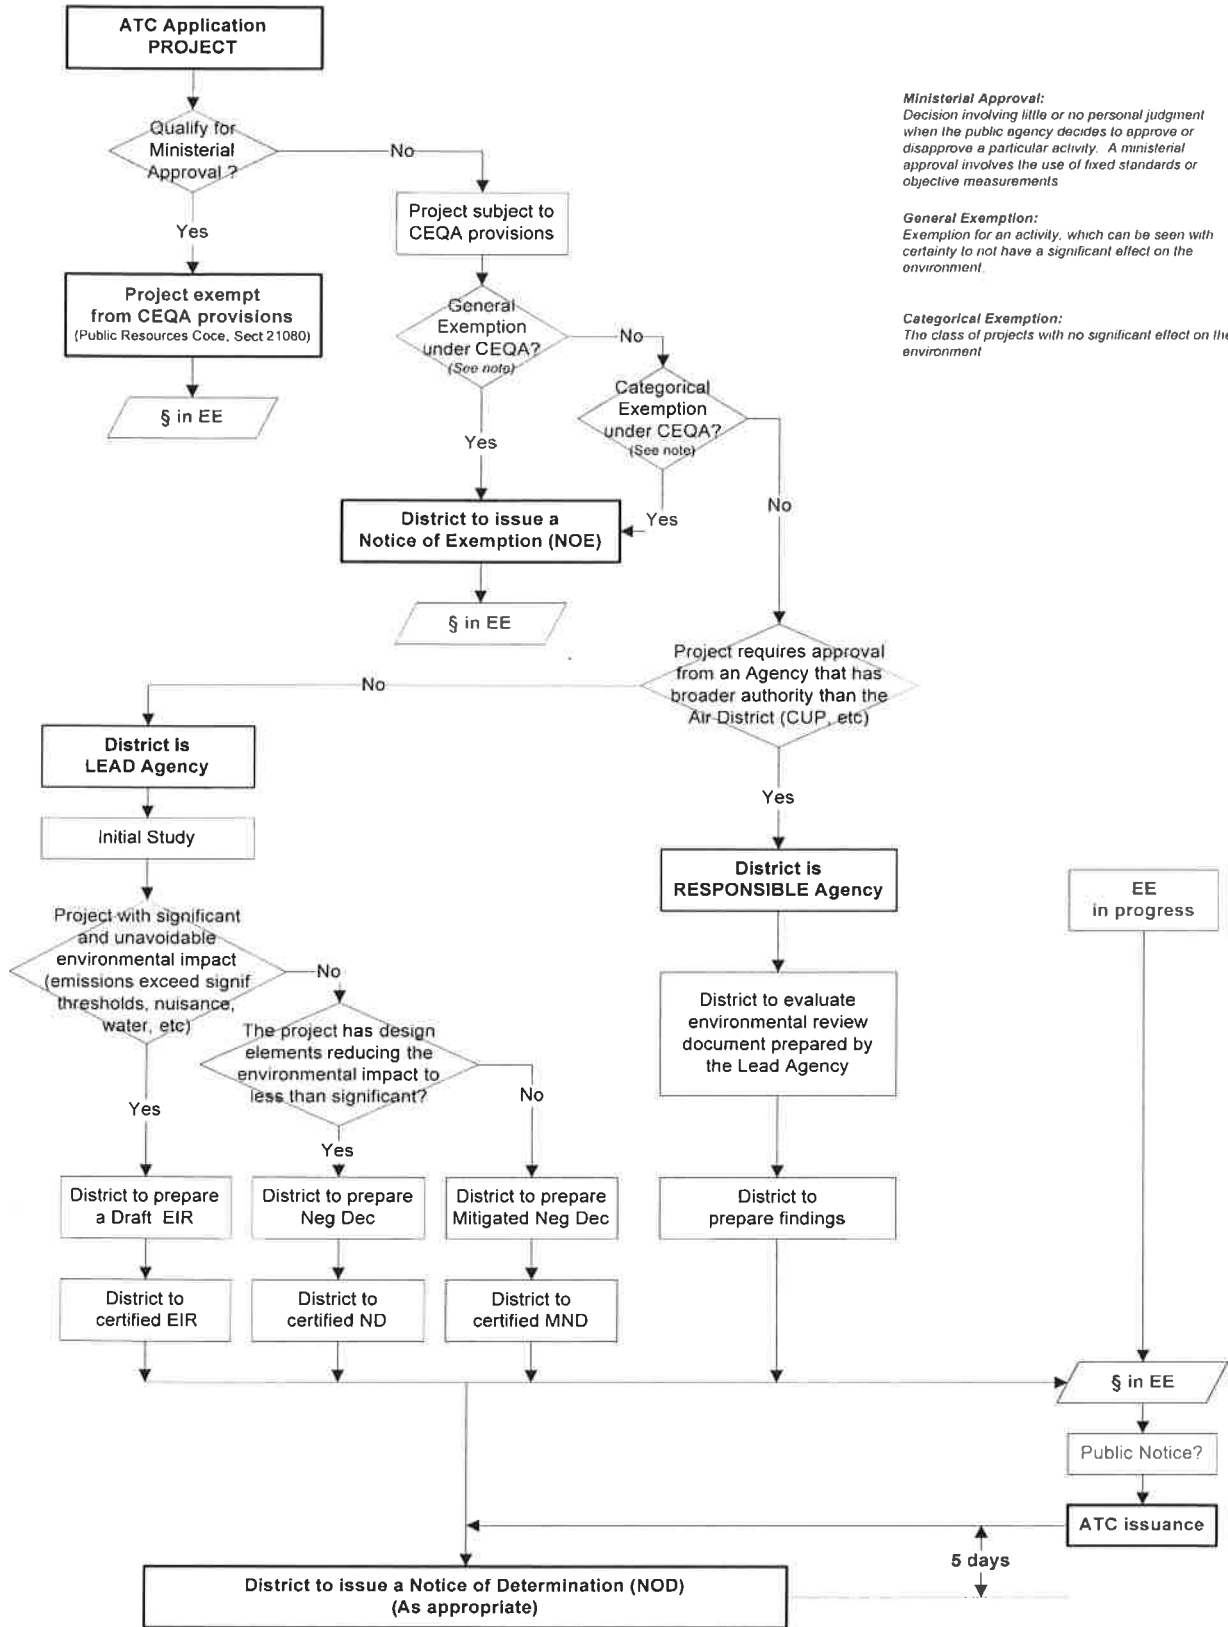 ATC Application
PROJECT
Qualify for
Ministerial
Approval ?
No
Yes
Project subject to
CEQA provisions
Project exempt
from CEQA provisions
(Public Resources Coce, Sect 21080)
§ in EE
Ministerial Approval:
Decision involving little or no personal judgment
when the public agency decides to approve or
disapprove a particular activity. A ministerial
approval involves the use of fixed standards or
objective measurements
General Exemption:
Exemption for an activity, which can be seen with
certainty to not have a significant effect on the
environment.
Categorical Exemption:
The class of projects with no significant effect on the
environment
General
Exemption
under CEQA?
(See note)
No
Yes
Categorical
Exemption
under CEQA?
(See note)
Yes
No
District to issue a
Notice of Exemption (NOE)
§ in EE
Project requires approval
from an Agency that has
broader authority than the
Air District (CUP, etc)
No
Yes
District is
LEAD Agency
Initial Study
District is
RESPONSIBLE Agency
EE
in progress
Project with significant
and unavoidable
environmental impact
(emissions exceed signif
thresholds, nuisance,
water, etc)
No
Yes
The project has design
elements reducing the
environmental impact to
less than significant?
No
Yes
District to evaluate
environmental review
document prepared by
the Lead Agency
District to prepare
a Draft EIR
District to prepare
Neg Dec
District to prepare
Mitigated Neg Dec
District to
prepare findings
District to
certified EIR
District to
certified ND
District to
certified MND
§ in EE
Public Notice?
ATC issuance
5 days
District to issue a Notice of Determination (NOD)
(As appropriate)